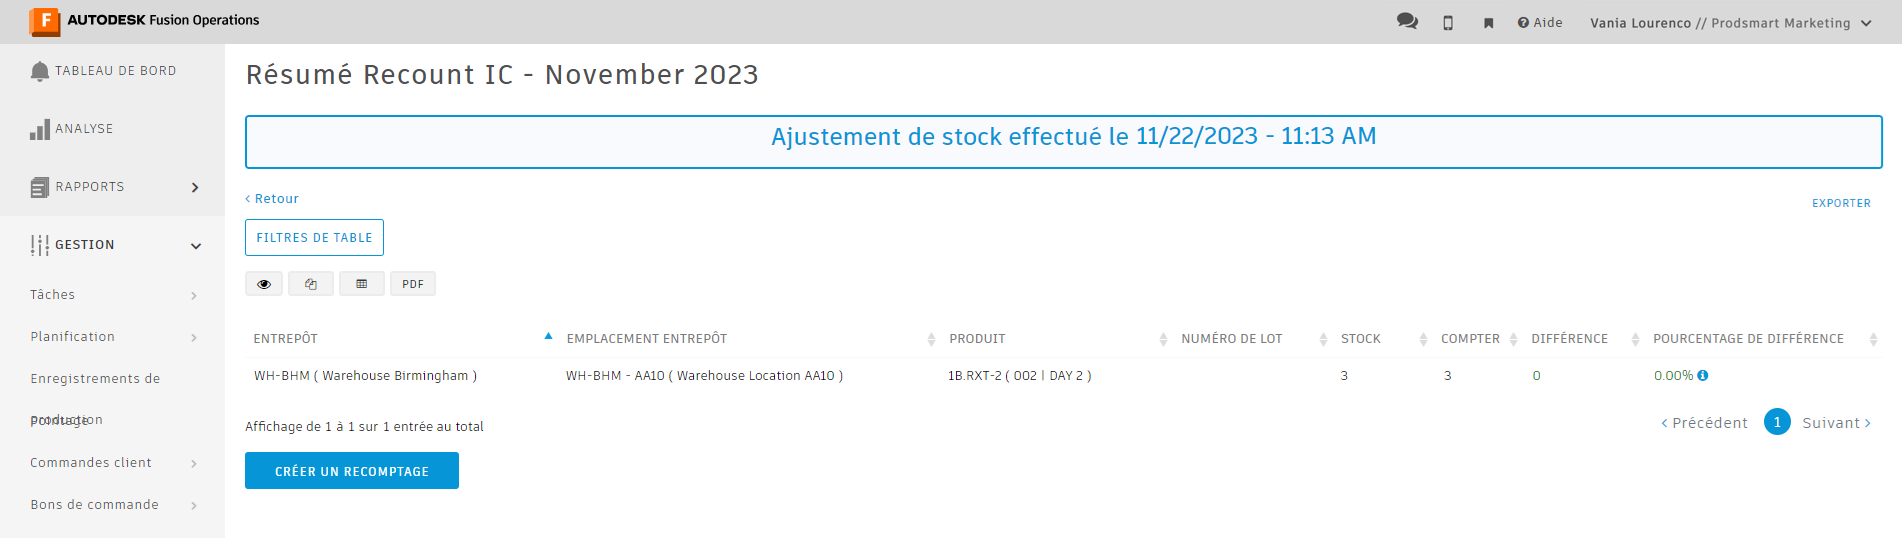 AUTODESK Fusion Operations
Aide
Vania Lourenco // Prodsmart Marketing
TABLEAU DE BORD
ANALYSE
RAPPORTS
GESTION
Tâches
Planification
Enregistrements de
production
Pointage
Commandes client
Bons de commande
Résumé Recount IC - November 2023
Ajustement de stock effectué le 11/22/2023 - 11:13 AM
‹ Retour
EXPORTER
FILTRES DE TABLE
PDF
ENTREPÔT EMPLACEMENT ENTREPÔT PRODUIT NUMÉRO DE LOT STOCK COMPTER DIFFÉRENCE POURCENTAGE DE DIFFÉRENCE
WH-BHM ( Warehouse Birmingham ) WH-BHM - AA10 ( Warehouse Location AA10 ) 1B.RXT-2 ( 002 | DAY 2 ) 3 3 0 0.00%
Affichage de 1 à 1 sur 1 entrée au total
‹ Précédent 1 Suivant ›
CRÉER UN RECOMPTAGE